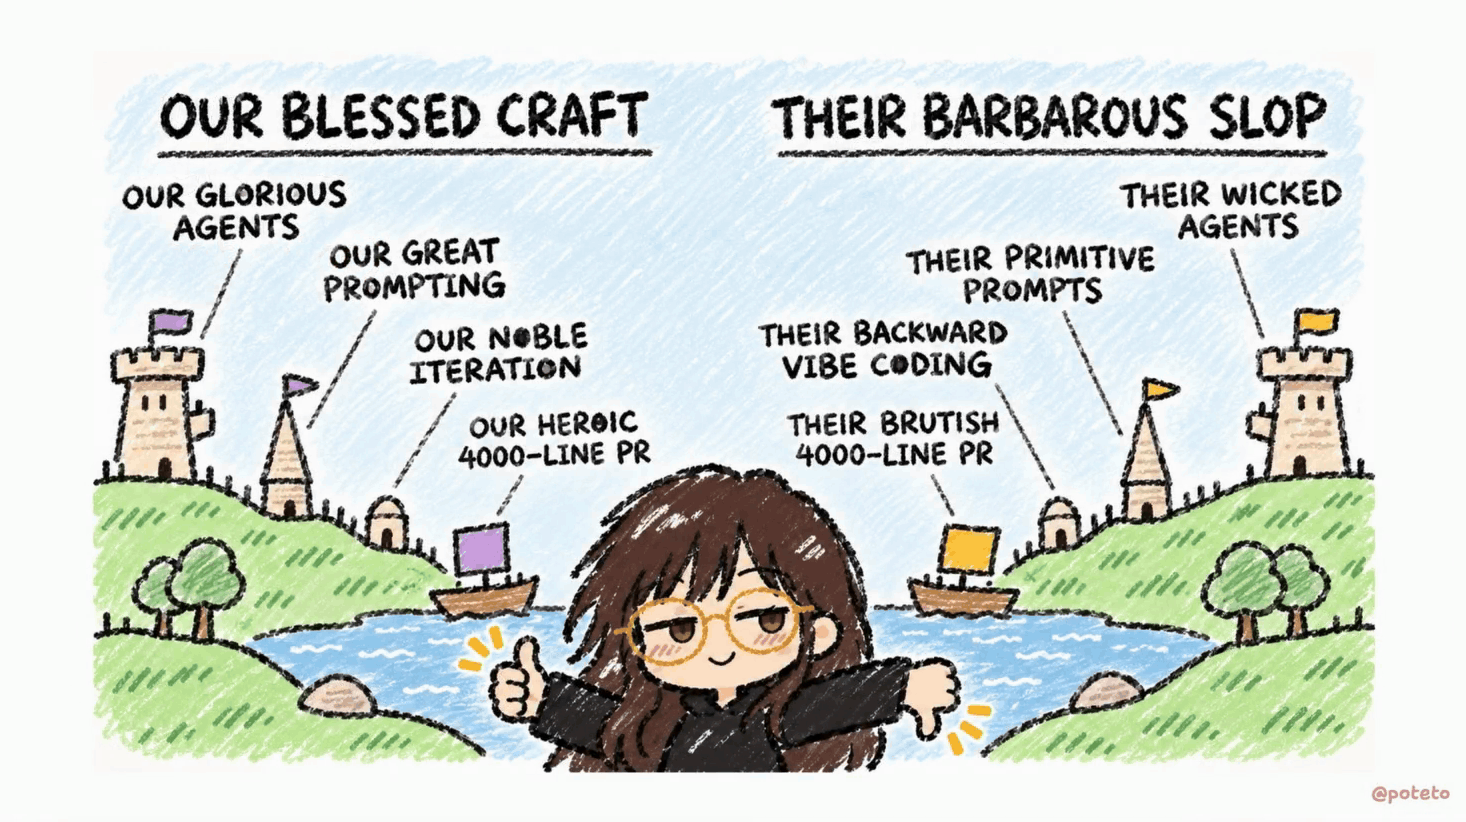 OUR BLESSED CRAFT
OUR GLORIOUS
AGENTS
OUR GREAT
PROMPTING
OUR NOBLE
ITERATION
OUR HEROIC
4000-LINE PR
THEIR BARBAROUS SLOP
THEIR WICKED
AGENTS
THEIR PRIMITIVE
PROMPTS
THEIR BACKWARD
VIBE CODING
THEIR BRUTISH
4000-LINE PR
@poteto